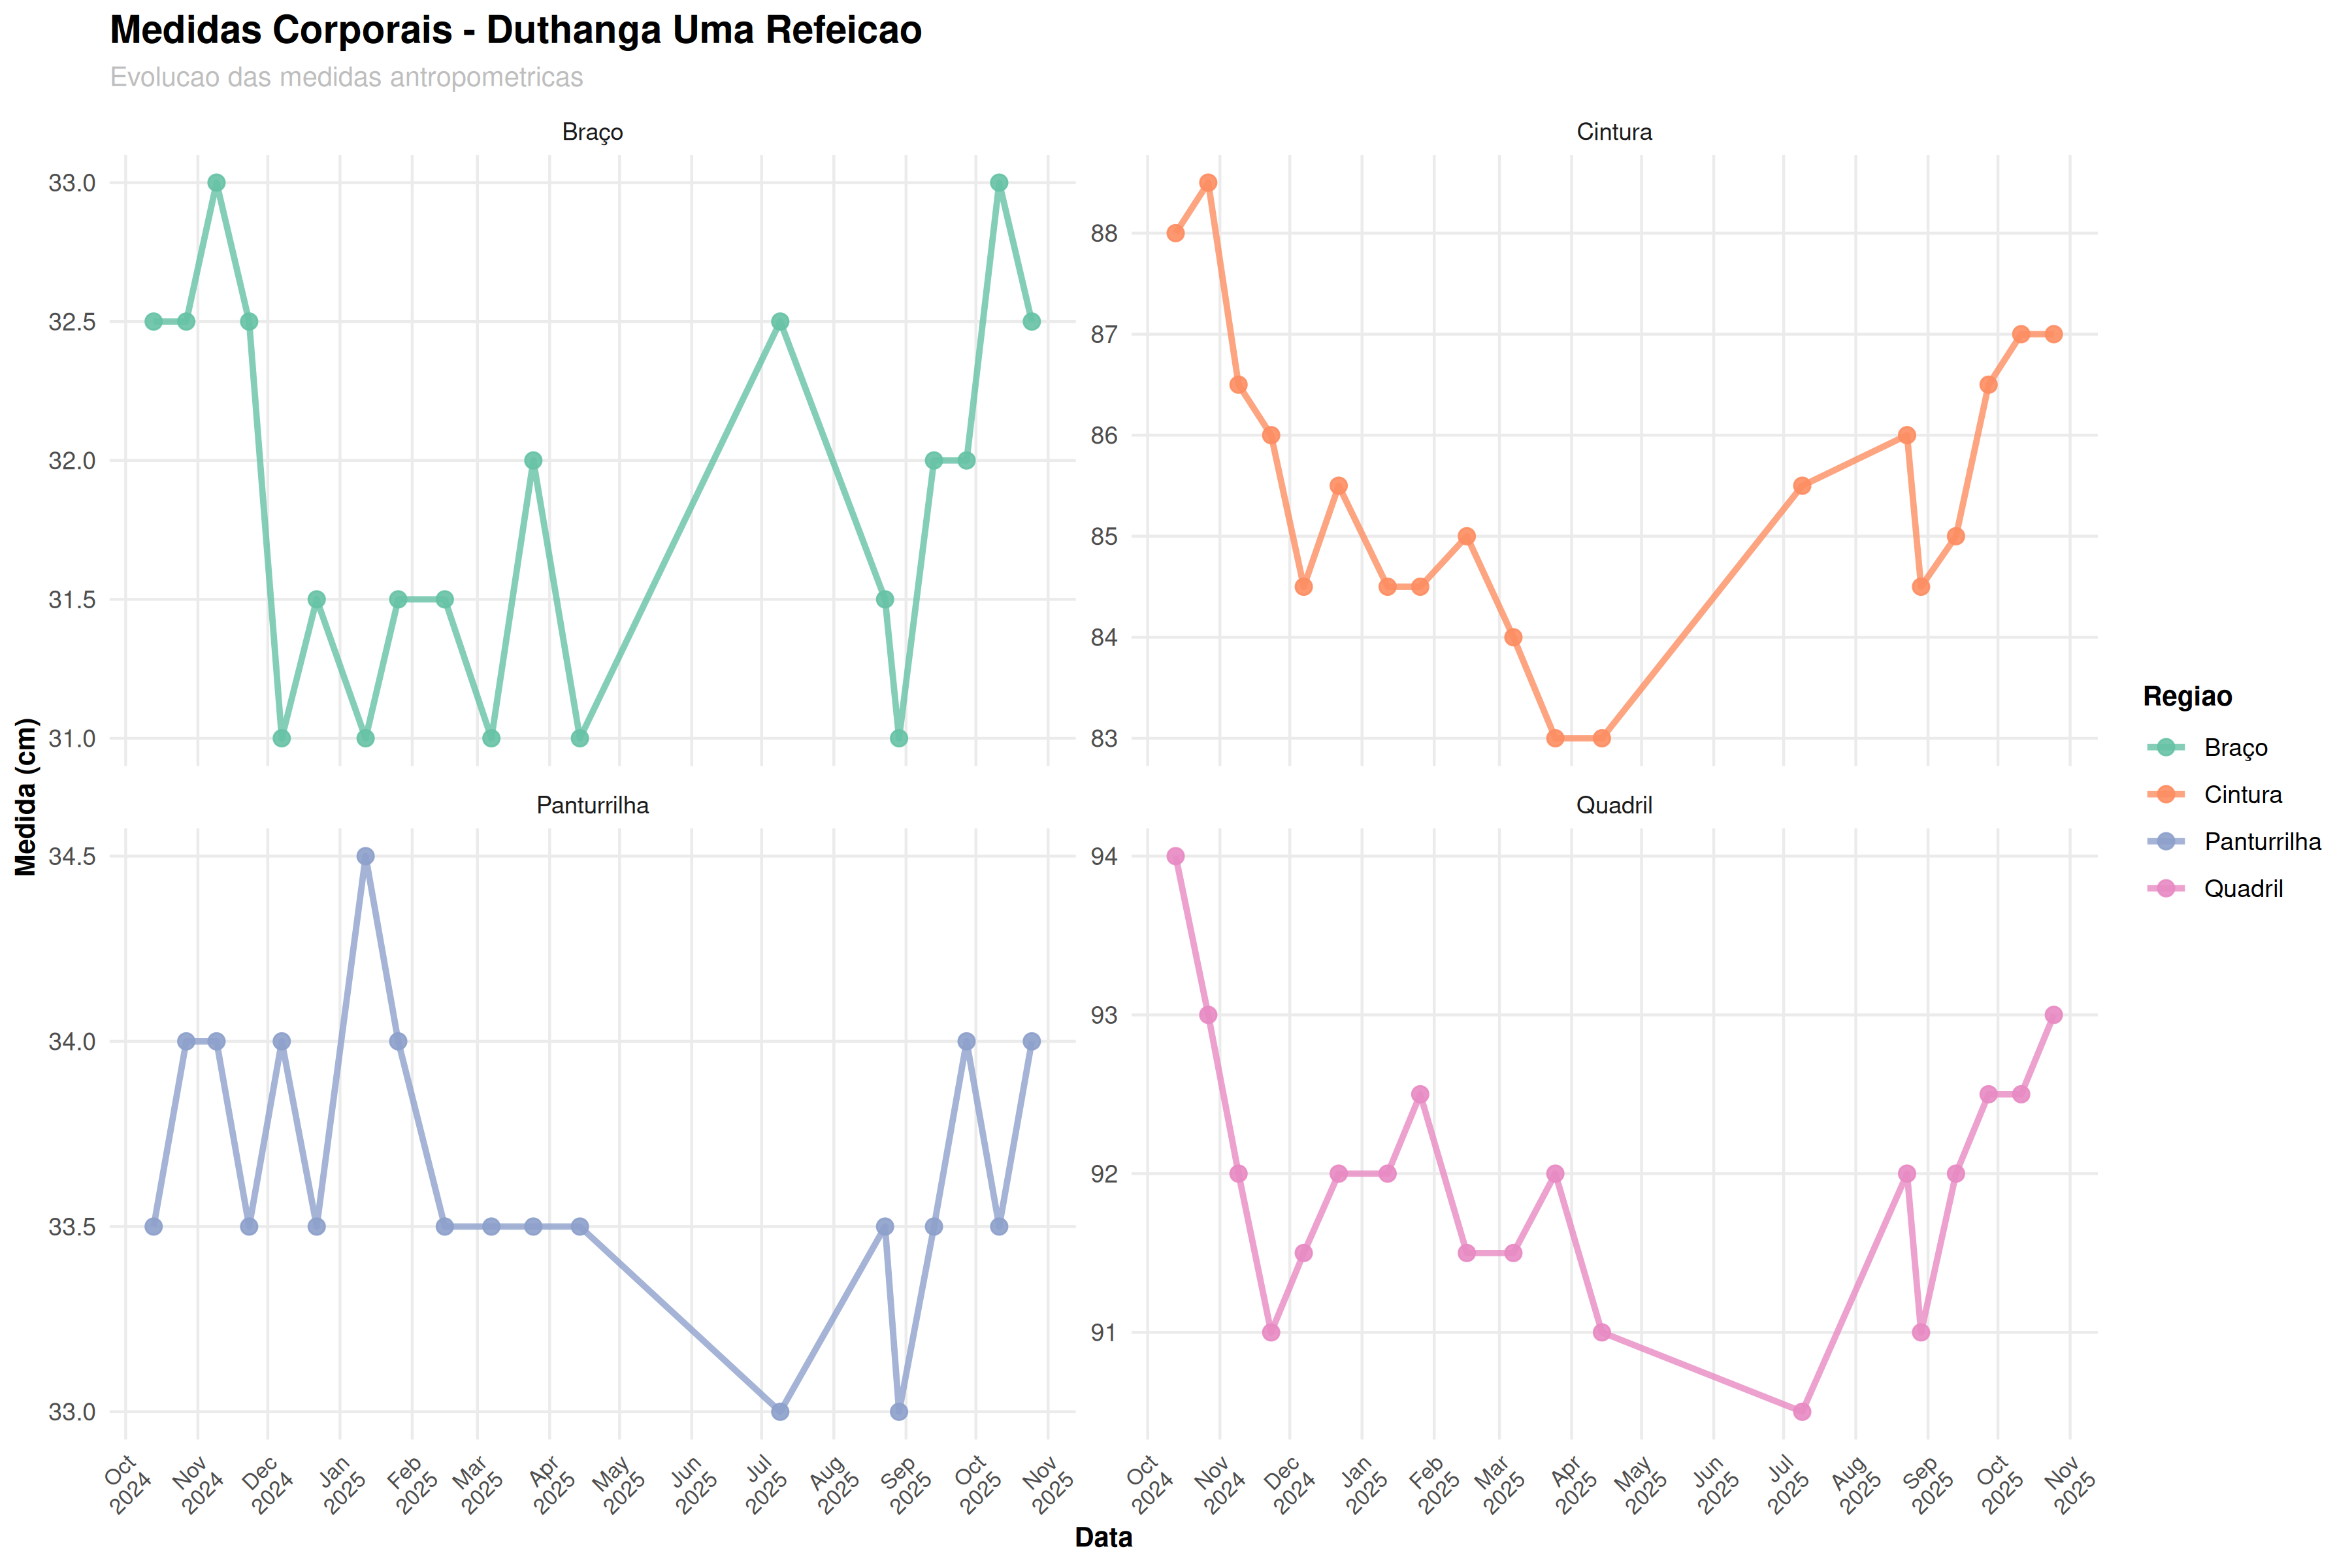 Medidas Corporais - Duthanga Uma Refeicao
Evolucao das medidas antropometricas
Braço
Cintura
33.0
32.5
32.0
31.5
31.0
88
87
86
85
84
83
Medida (cm)
Panturrilha
Quadril
34.5
34.0
33.5
33.0
94
93
92
91
Oct
2024
Nov
2024
Dec
2024
Jan
2025
Feb
2025
Mar
2025
Apr
2025
May
2025
Jun
2025
Jul
2025
Aug
2025
Sep
2025
Oct
2025
Nov
2025
Oct
2024
Nov
2024
Dec
2024
Jan
2025
Feb
2025
Mar
2025
Apr
2025
May
2025
Jun
2025
Jul
2025
Aug
2025
Sep
2025
Oct
2025
Nov
2025
Data
Regiao
Braço
Cintura
Panturrilha
Quadril